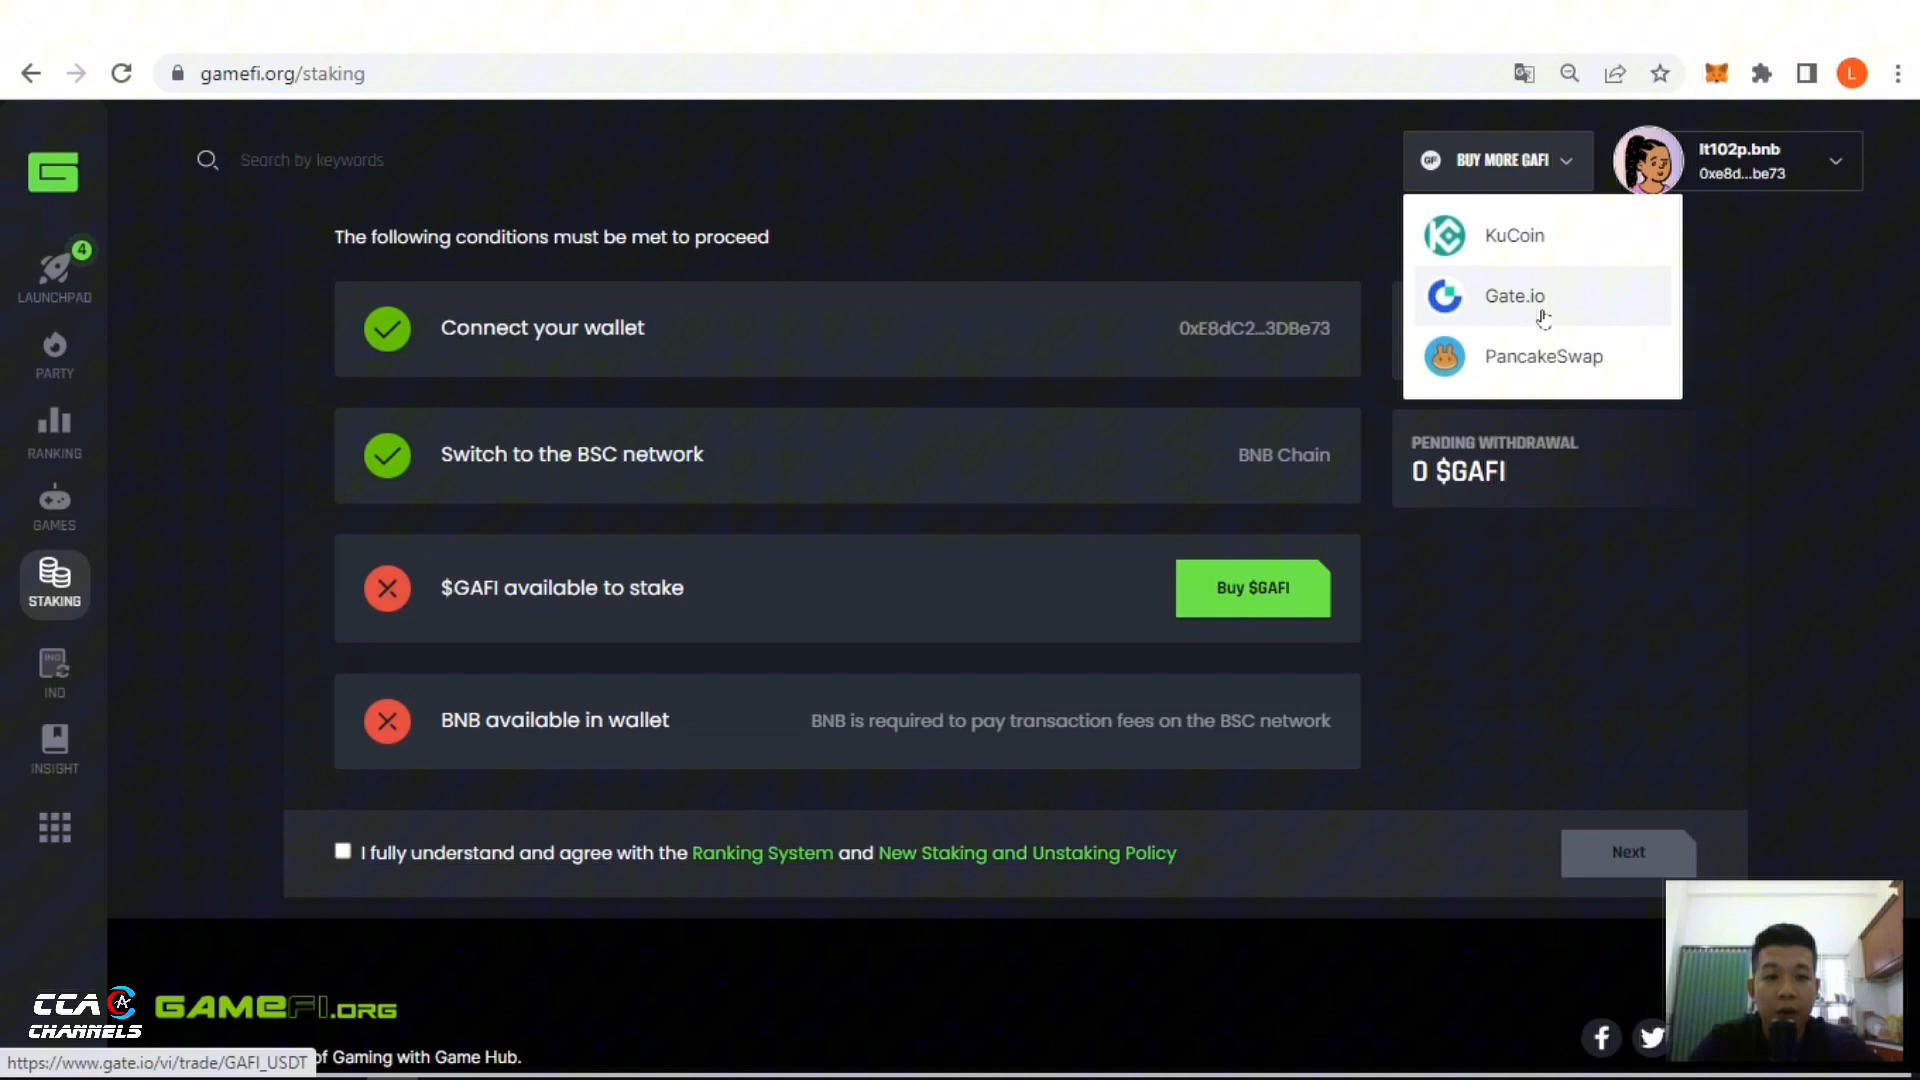 gamefi.org/staking
L
Search by keywords
GF BUY MORE GAFI
lt102p.bnb
0xe8d...be73
KuCoin
Gate.io
PancakeSwap
4
LAUNCHPAD
PARTY
RANKING
GAMES
STAKING
INO
INO
INSIGHT
The following conditions must be met to proceed
Connect your wallet 0xE8dC2...3DBe73
Switch to the BSC network BNB Chain
$GAFI available to stake Buy $GAFI
BNB available in wallet BNB is required to pay transaction fees on the BSC network
PENDING WITHDRAWAL
0 $GAFI
I fully understand and agree with the Ranking System and New Staking and Unstaking Policy
Next
CCA CA
CHANNELS
GAMEFI.ORG
of Gaming with Game Hub.
https://www.gate.io/vi/trade/GAFI_USDT